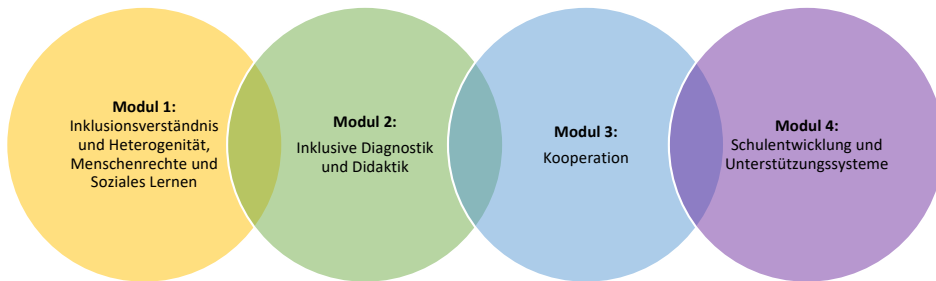 Modul 1:
Inklusionsverständnis
und Heterogenität,
Menschenrechte und
Soziales Lernen
Modul 2:
Inklusive Diagnostik
und Didaktik
Modul 3:
Kooperation
Modul 4:
Schulentwicklung und
Unterstützungssysteme